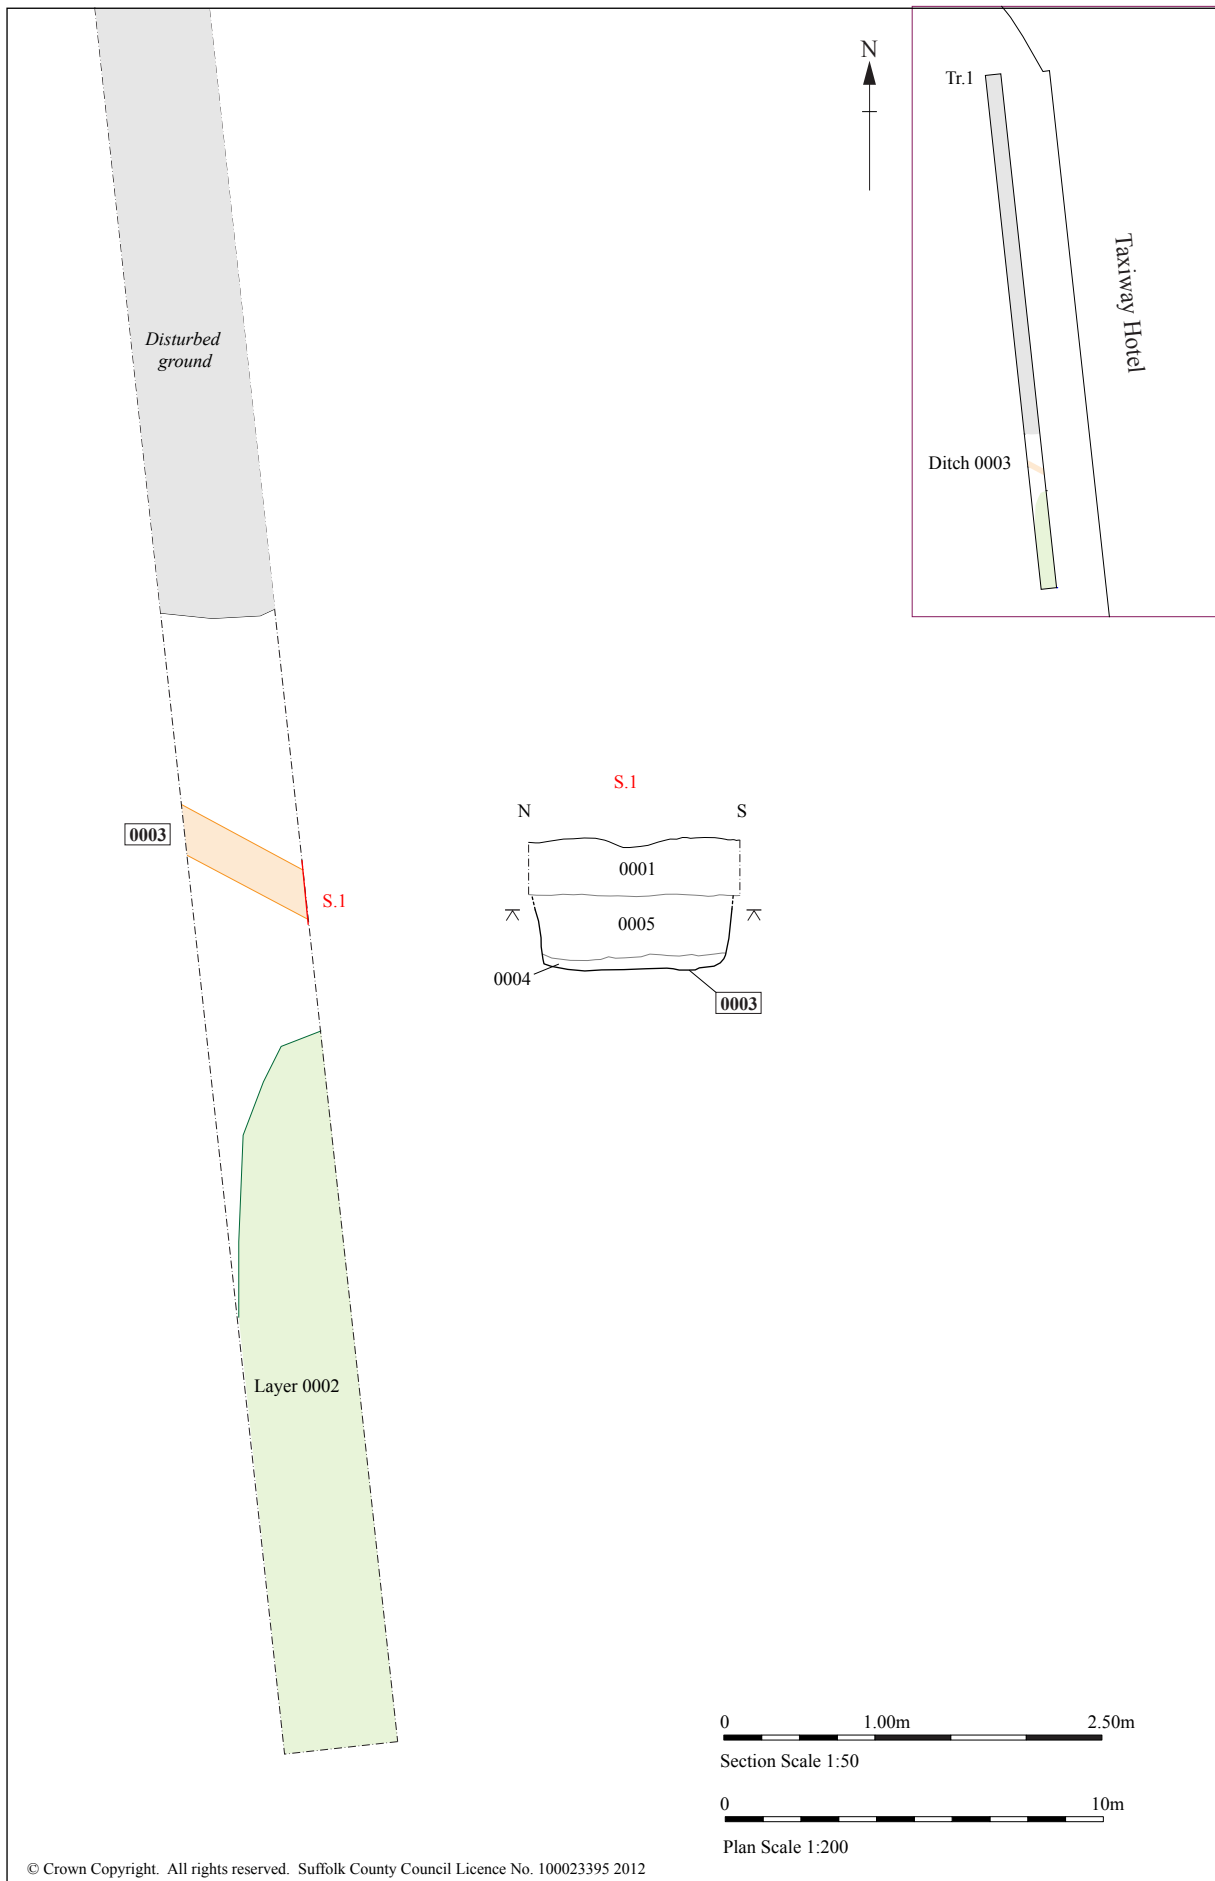 N
Tr.1
Taxiway Hotel
Ditch 0003
Disturbed
ground
0003
S.1
S.1
N
S
0001
0005
0004
0003
Layer 0002
0 1.00m 2.50m
Section Scale 1:50
0 10m
Plan Scale 1:200
© Crown Copyright. All rights reserved. Suffolk County Council Licence No. 100023395 2012